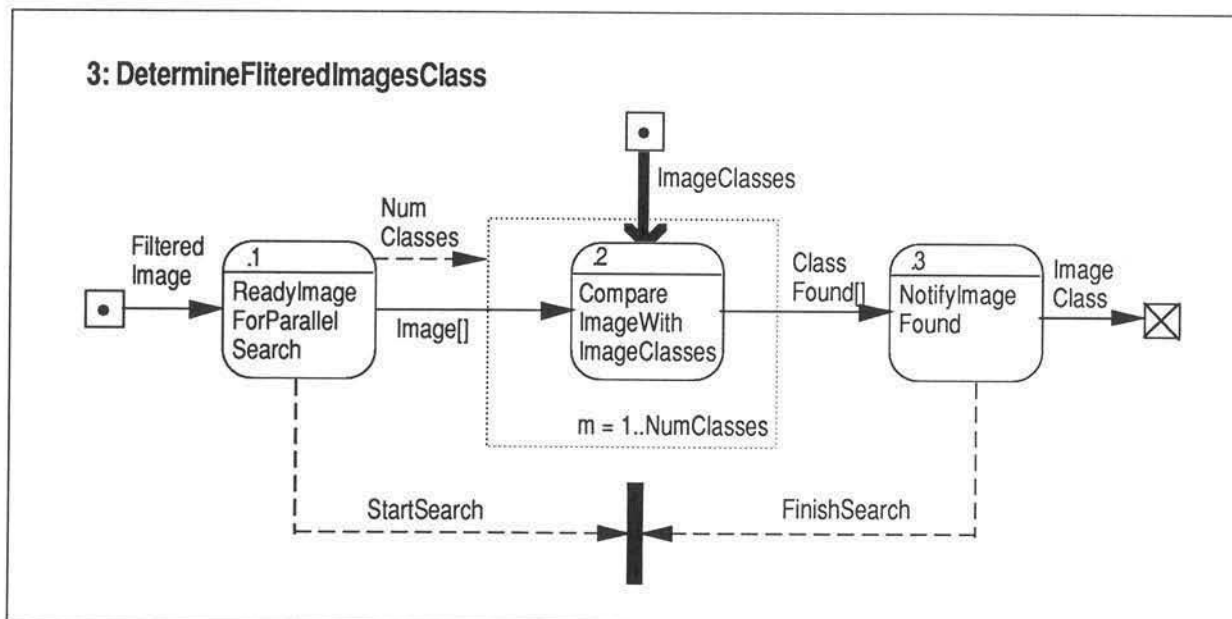 3: DetermineFliteredImagesClass
ImageClasses
Num
Classes
Filtered
Image
.1
ReadyImage
ForParallel
Search
Image[]
.2
Compare
ImageWith
ImageClasses
m = 1..NumClasses
Class
Found[]
.3
NotifyImage
Found
Image
Class
StartSearch
FinishSearch